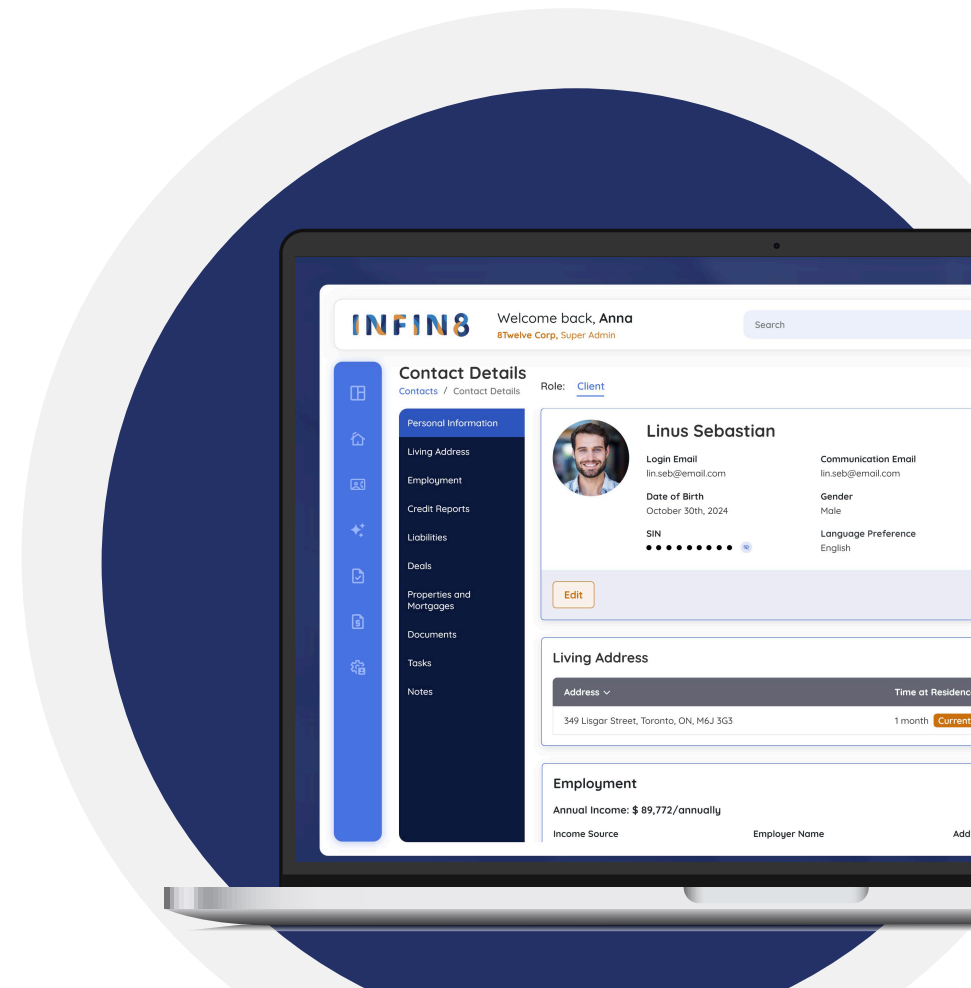 INFIN8
Welcome back, Anna
8Twelve Corp, Super Admin
Search
Contact Details
Contacts / Contact Details
Role: Client
Personal Information
Living Address
Employment
Credit Reports
Liabilities
Deals
Properties and
Mortgages
Documents
Tasks
Notes
Linus Sebastian
Login Email
lin.seb@email.com
Communication Email
lin.seb@email.com
Date of Birth
October 30th, 2024
Gender
Male
SIN
Language Preference
English
Edit
Living Address
Address
Time at Residence
349 Lisgar Street, Toronto, ON, M6J 3G3
1 month Current
Employment
Annual Income: $ 89,772/annually
Income Source
Employer Name
Add